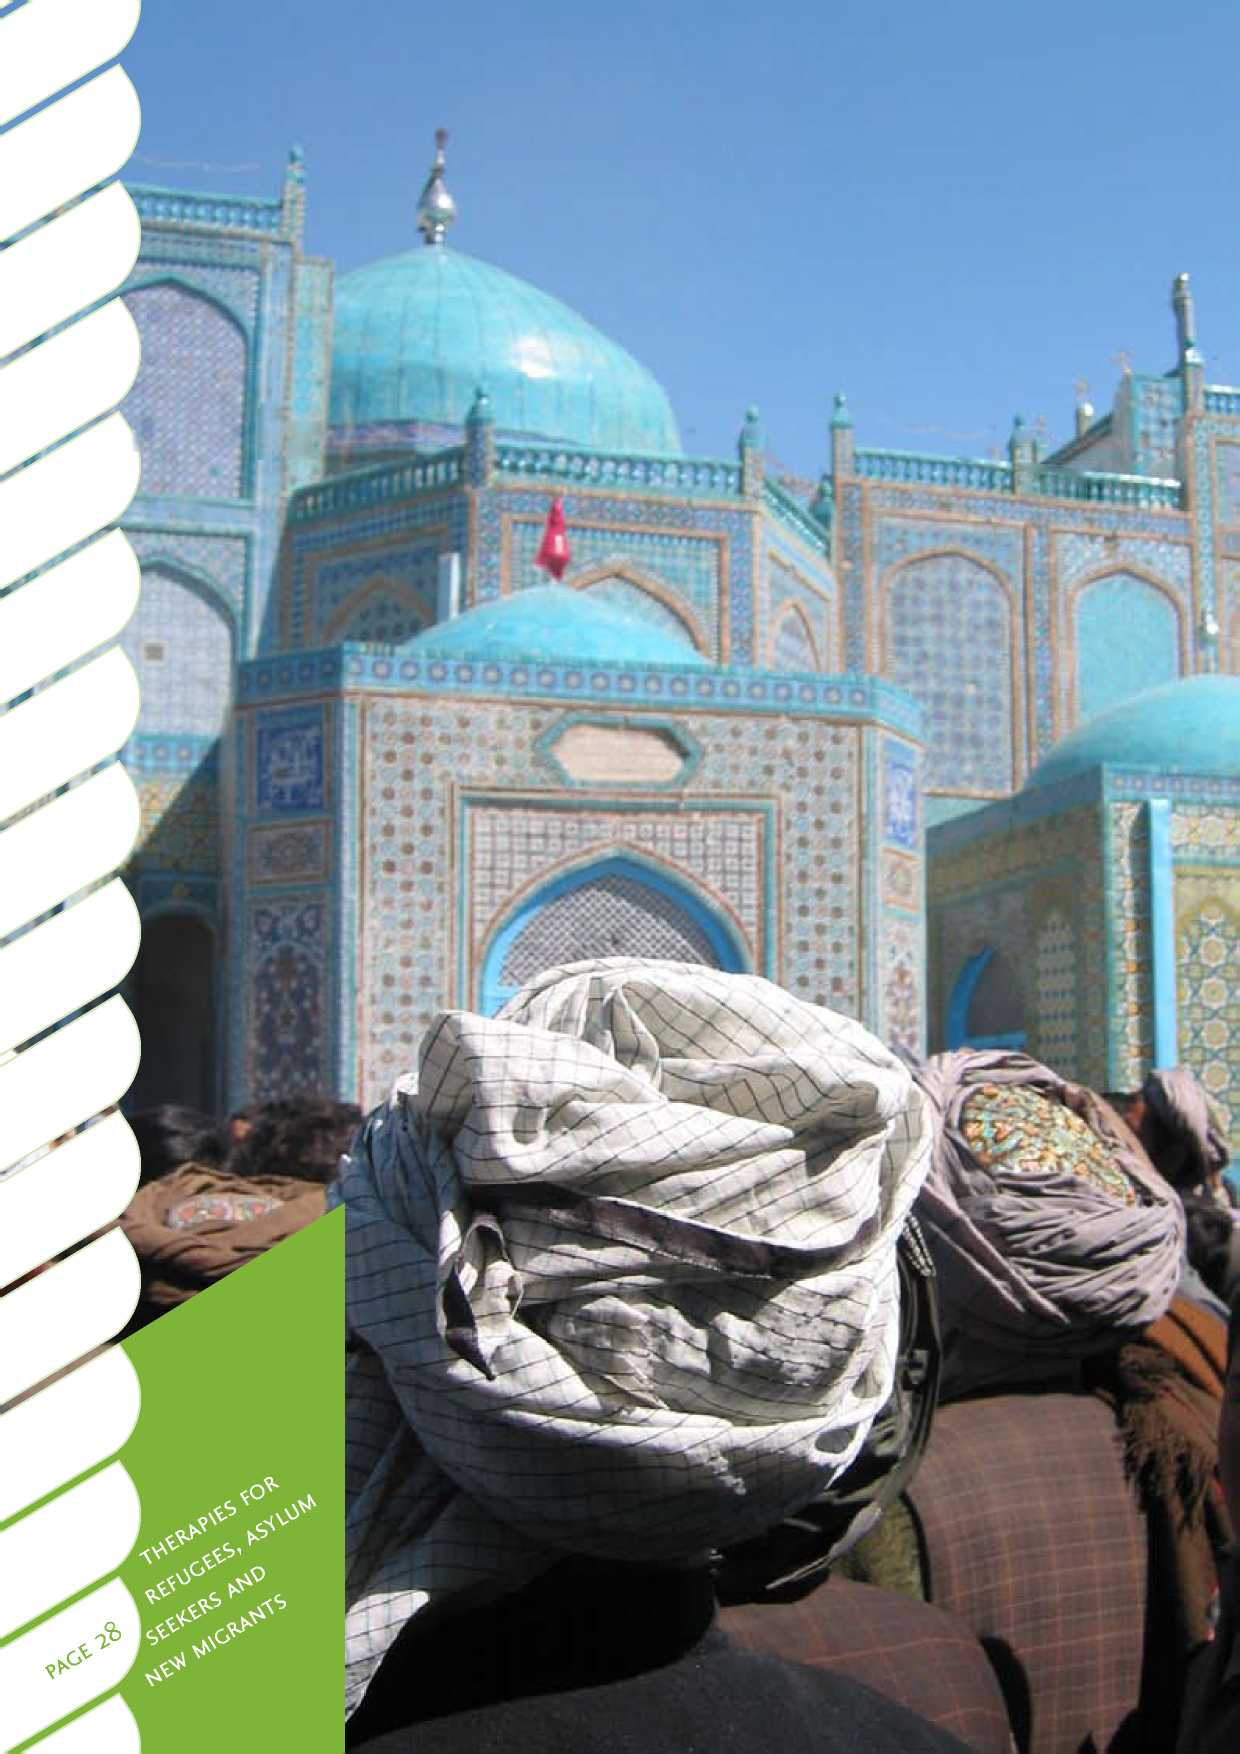 THERAPIES FOR
REFUGEES, ASYLUM
SEEKERS AND
NEW MIGRANTS
PAGE 28